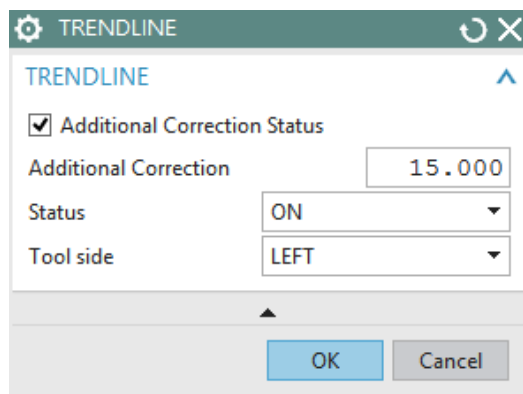 TRENDLINE
TRENDLINE
Additional Correction Status
Additional Correction 15.000
Status ON
Tool side LEFT
OK Cancel